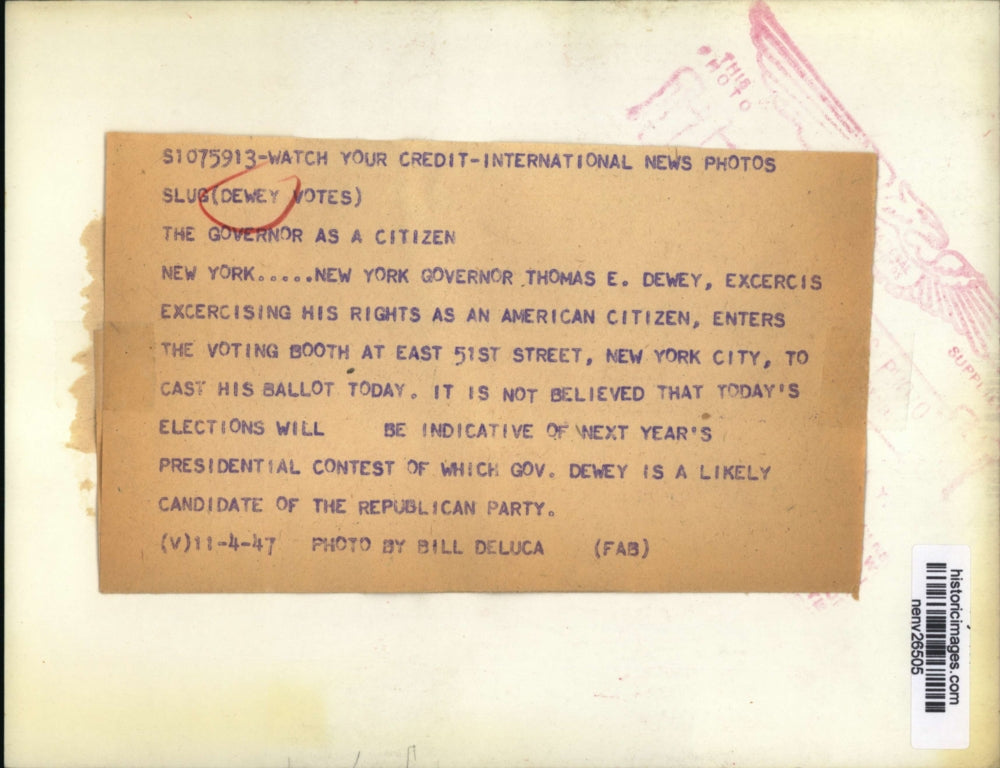 S1075913-WATCH YOUR CREDIT-INTERNATIONAL NEWS PHOTOS
SLUG(DEWEY VOTES)
THE GOVERNOR AS A CITIZEN
NEW YORK.....NEW YORK GOVERNOR THOMAS E. DEWEY, EXCERCIS
EXCERCISING HIS RIGHTS AS AN AMERICAN CITIZEN, ENTERS
THE VOTING BOOTH AT EAST 51ST STREET, NEW YORK CITY, TO
CAST HIS BALLOT TODAY. IT IS NOT BELIEVED THAT TODAY'S
ELECTIONS WILL BE INDICATIVE OF NEXT YEAR'S
PRESIDENTIAL CONTEST OF WHICH GOV. DEWEY IS A LIKELY
CANDIDATE OF THE REPUBLICAN PARTY.
(V)11-4-47 PHOTO BY BILL DELUCA (FAB)
THIS
PHOTO
historicimages.com
nenv26505